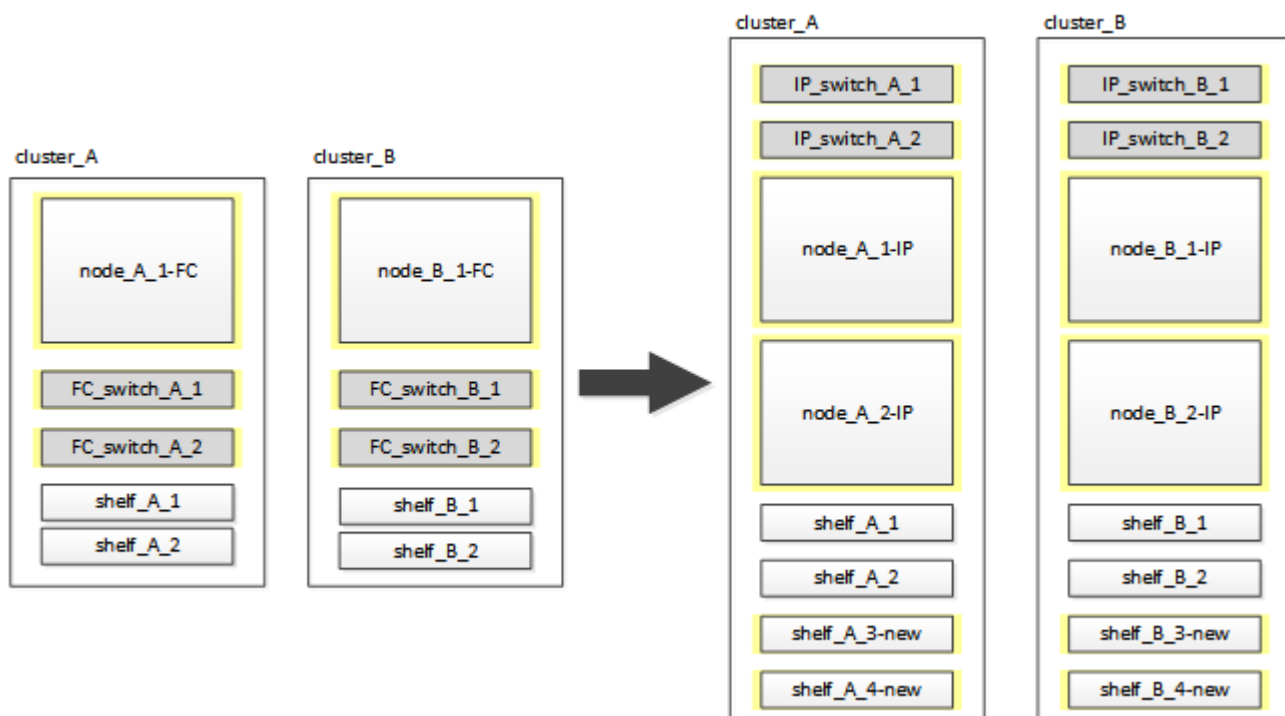 cluster_A
node_A_1-FC
FC_switch_A_1
FC_switch_A_2
shelf_A_1
shelf_A_2
cluster_B
node_B_1-FC
FC_switch_B_1
FC_switch_B_2
shelf_B_1
shelf_B_2
cluster_A
IP_switch_A_1
IP_switch_A_2
node_A_1-IP
node_A_2-IP
shelf_A_1
shelf_A_2
shelf_A_3-new
shelf_A_4-new
cluster_B
IP_switch_B_1
IP_switch_B_2
node_B_1-IP
node_B_2-IP
shelf_B_1
shelf_B_2
shelf_B_3-new
shelf_B_4-new